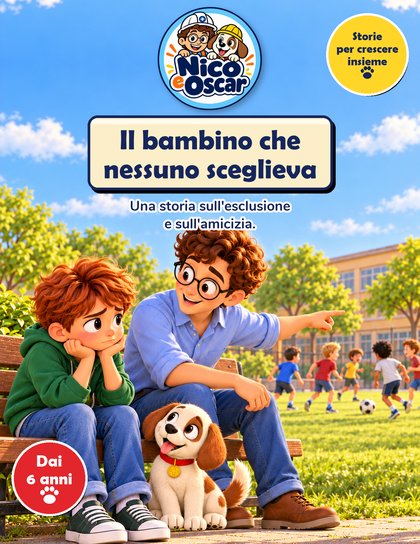 Nico
e Oscar
Storie
per crescere
insieme
Il bambino che
nessuno sceglieva
Una storia sull'esclusione
e sull'amicizia.
Dai
6 anni